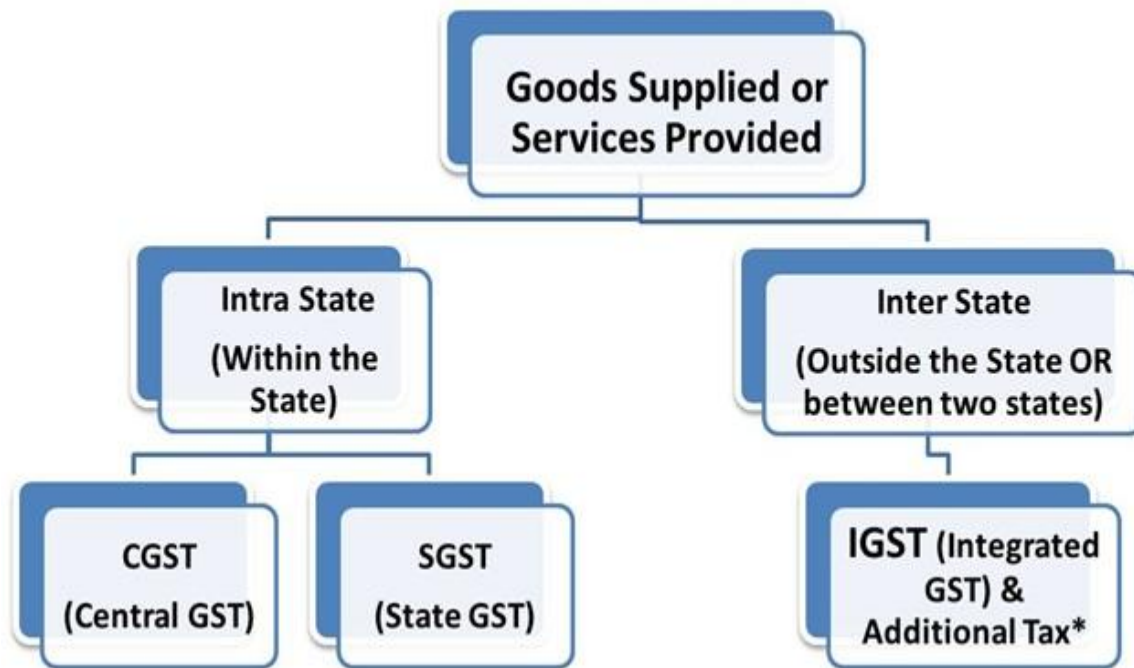 Goods Supplied or
Services Provided
Intra State
(Within the
State)
Inter State
(Outside the State OR
between two states)
CGST
(Central GST)
SGST
(State GST)
IGST (Integrated
GST) &
Additional Tax*